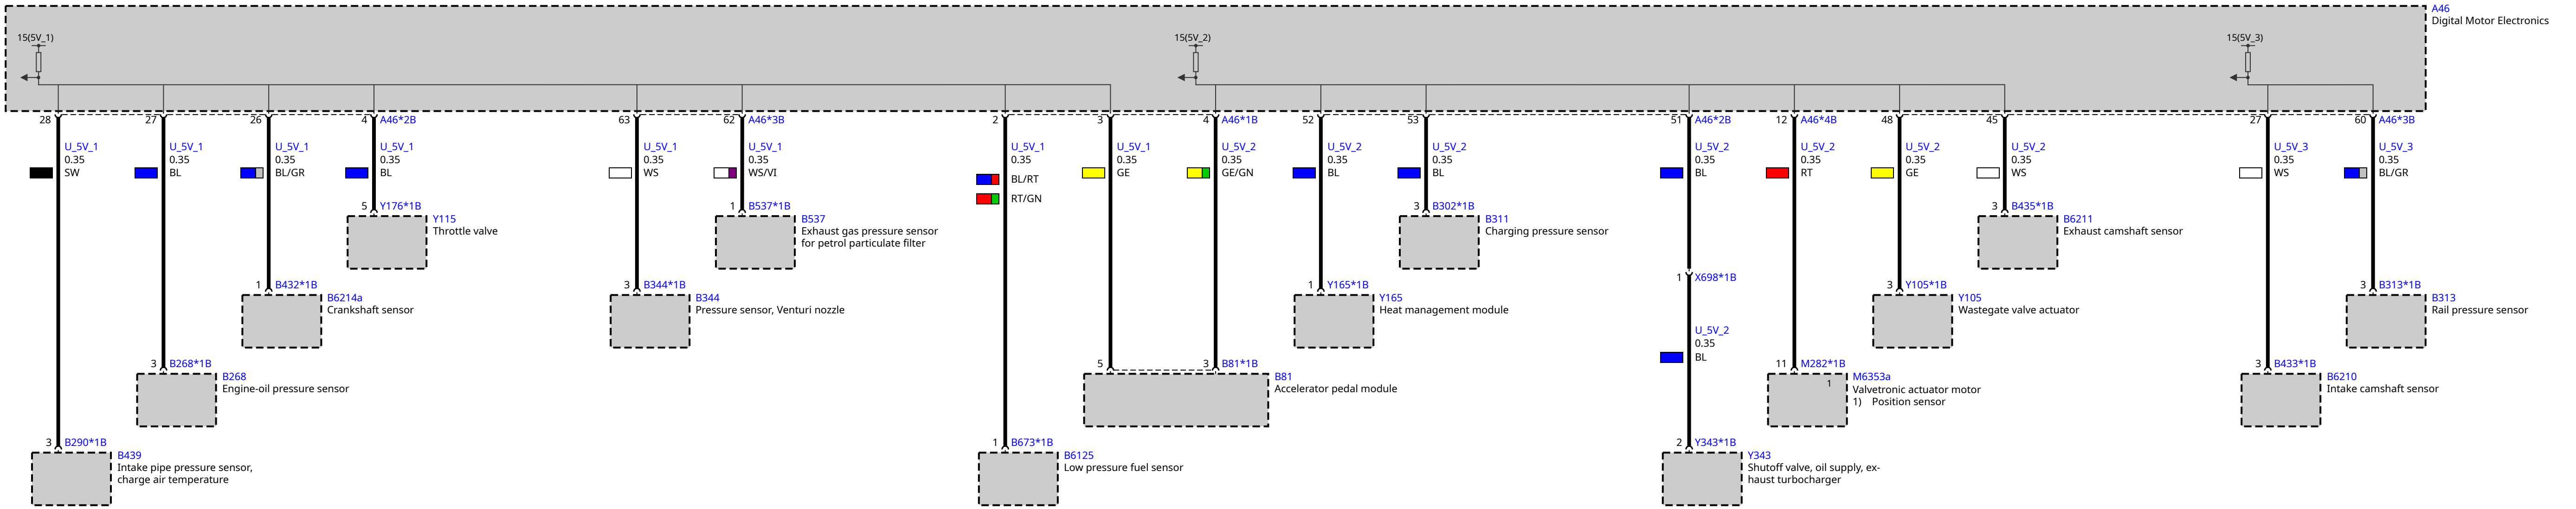 A46
Digital Motor Electronics
15(5V_1)
15(5V_2)
15(5V_3)
28
27
26
4 A46*2B
63
62 A46*3B
2
3
4 A46*1B
52
53
51 A46*2B
12 A46*4B
48
45
27
60 A46*3B
U_5V_1
0.35
SW
U_5V_1
0.35
BL
U_5V_1
0.35
BL/GR
U_5V_1
0.35
BL
U_5V_1
0.35
WS
U_5V_1
0.35
WS/VI
U_5V_1
0.35
BL/RT
RT/GN
U_5V_1
0.35
GE
U_5V_2
0.35
GE/GN
U_5V_2
0.35
BL
U_5V_2
0.35
BL
U_5V_2
0.35
BL
U_5V_2
0.35
RT
U_5V_2
0.35
GE
U_5V_2
0.35
WS
U_5V_3
0.35
WS
U_5V_3
0.35
BL/GR
5 Y176*1B
Y115
Throttle valve
1 B537*1B
B537
Exhaust gas pressure sensor
for petrol particulate filter
3 B302*1B
B311
Charging pressure sensor
3 B435*1B
B6211
Exhaust camshaft sensor
1 X698*1B
U_5V_2
0.35
BL
1 B432*1B
B6214a
Crankshaft sensor
3 B344*1B
B344
Pressure sensor, Venturi nozzle
1 Y165*1B
Y165
Heat management module
3 Y105*1B
Y105
Wastegate valve actuator
3 B313*1B
B313
Rail pressure sensor
3 B268*1B
B268
Engine-oil pressure sensor
5
3 B81*1B
B81
Accelerator pedal module
11 M282*1B
1
M6353a
Valvetronic actuator motor
1) Position sensor
3 B433*1B
B6210
Intake camshaft sensor
3 B290*1B
B439
Intake pipe pressure sensor,
charge air temperature
1 B673*1B
B6125
Low pressure fuel sensor
2 Y343*1B
Y343
Shutoff valve, oil supply, ex-
haust turbocharger